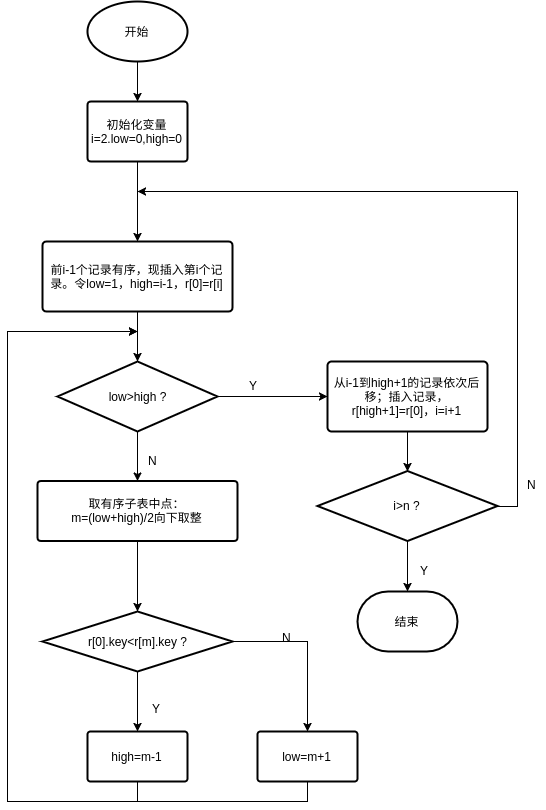 开始
初始化变量
i=2.low=0,high=0
前i-1个记录有序，现插入第i个记
录。令low=1，high=i-1，r[0]=r[i]
low>high ?
Y
从i-1到high+1的记录依次后
移；插入记录，
r[high+1]=r[0]，i=i+1
N
取有序子表中点：
m=(low+high)/2向下取整
i>n ?
N
Y
结束
r[0].key<r[m].key ?
N
Y
high=m-1
low=m+1